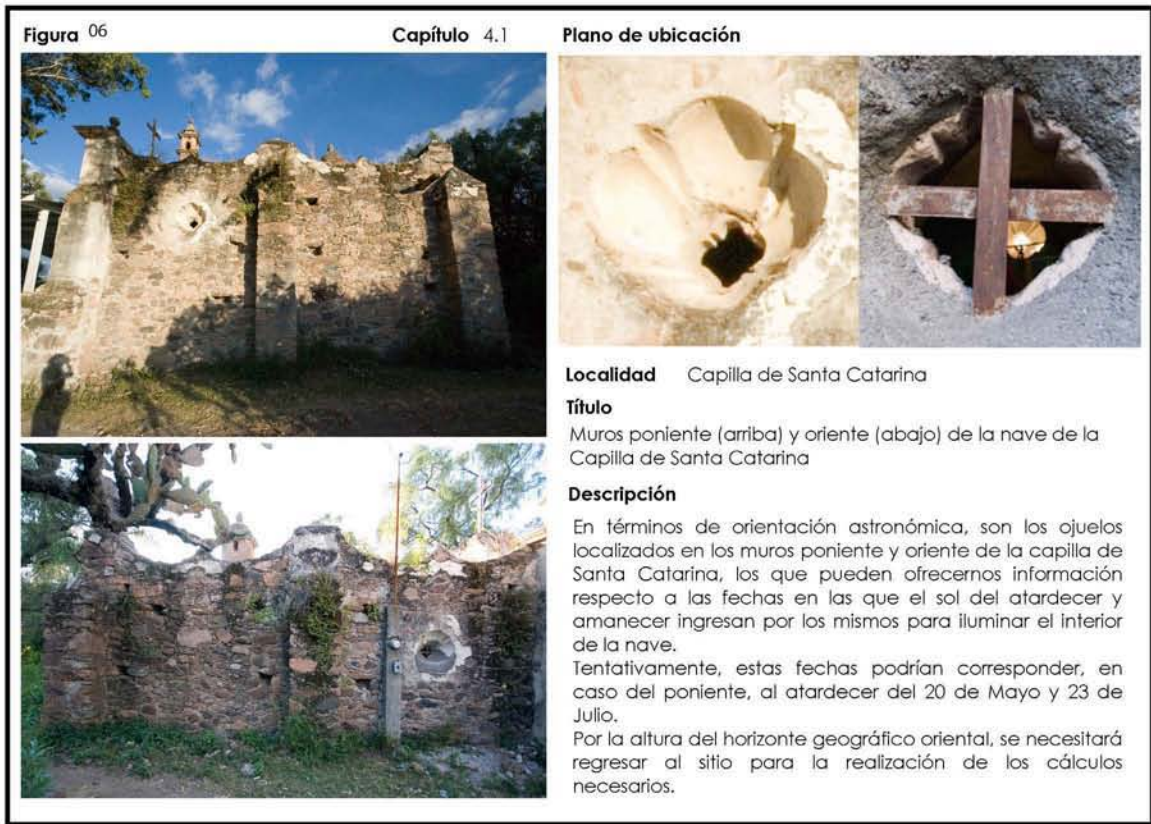 Figura 06
Capítulo 4.1
Plano de ubicación
Localidad Capilla de Santa Catarina
Título
Muros poniente (arriba) y oriente (abajo) de la nave de la
Capilla de Santa Catarina
Descripción
En términos de orientación astronómica, son los ojuelos
localizados en los muros poniente y oriente de la capilla de
Santa Catarina, los que pueden ofrecernos información
respecto a las fechas en las que el sol del atardecer y
amanecer ingresan por los mismos para iluminar el interior
de la nave.
Tentativamente, estas fechas podrían corresponder, en
caso del poniente, al atardecer del 20 de Mayo y 23 de
Julio.
Por la altura del horizonte geográfico oriental, se necesitará
regresar al sitio para la realización de los cálculos
necesarios.